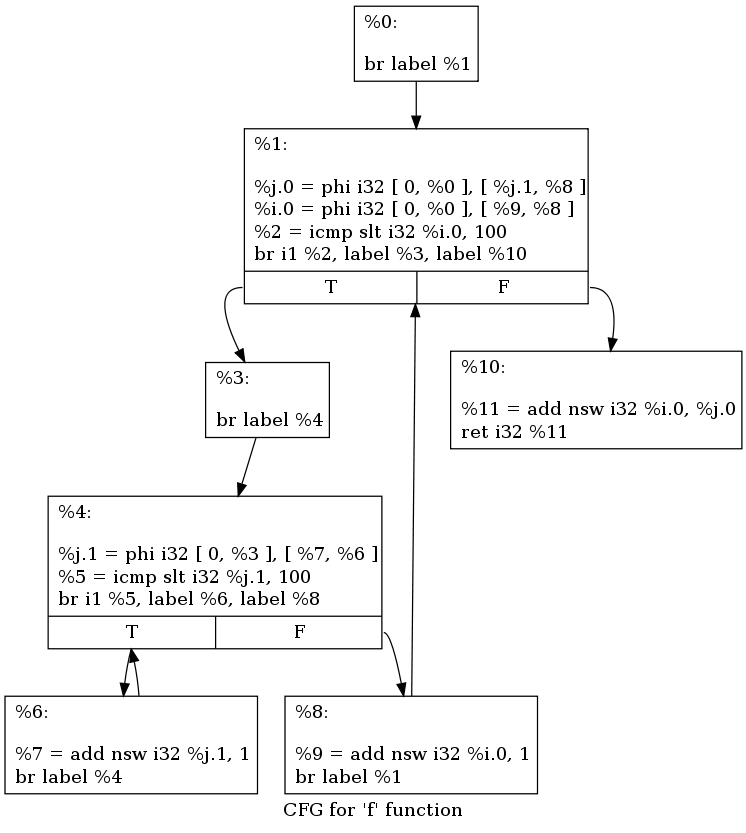 %0:
br label %1
%1:
%j.0 = phi i32 [ 0, %0 ], [ %j.1, %8 ]
%i.0 = phi i32 [ 0, %0 ], [ %9, %8 ]
%2 = icmp slt i32 %i.0, 100
br i1 %2, label %3, label %10
T
F
%3:
br label %4
%10:
%11 = add nsw i32 %i.0, %j.0
ret i32 %11
%4:
%j.1 = phi i32 [ 0, %3 ], [ %7, %6 ]
%5 = icmp slt i32 %j.1, 100
br i1 %5, label %6, label %8
T
F
%6:
%7 = add nsw i32 %j.1, 1
br label %4
%8:
%9 = add nsw i32 %i.0, 1
br label %1
CFG for 'f' function